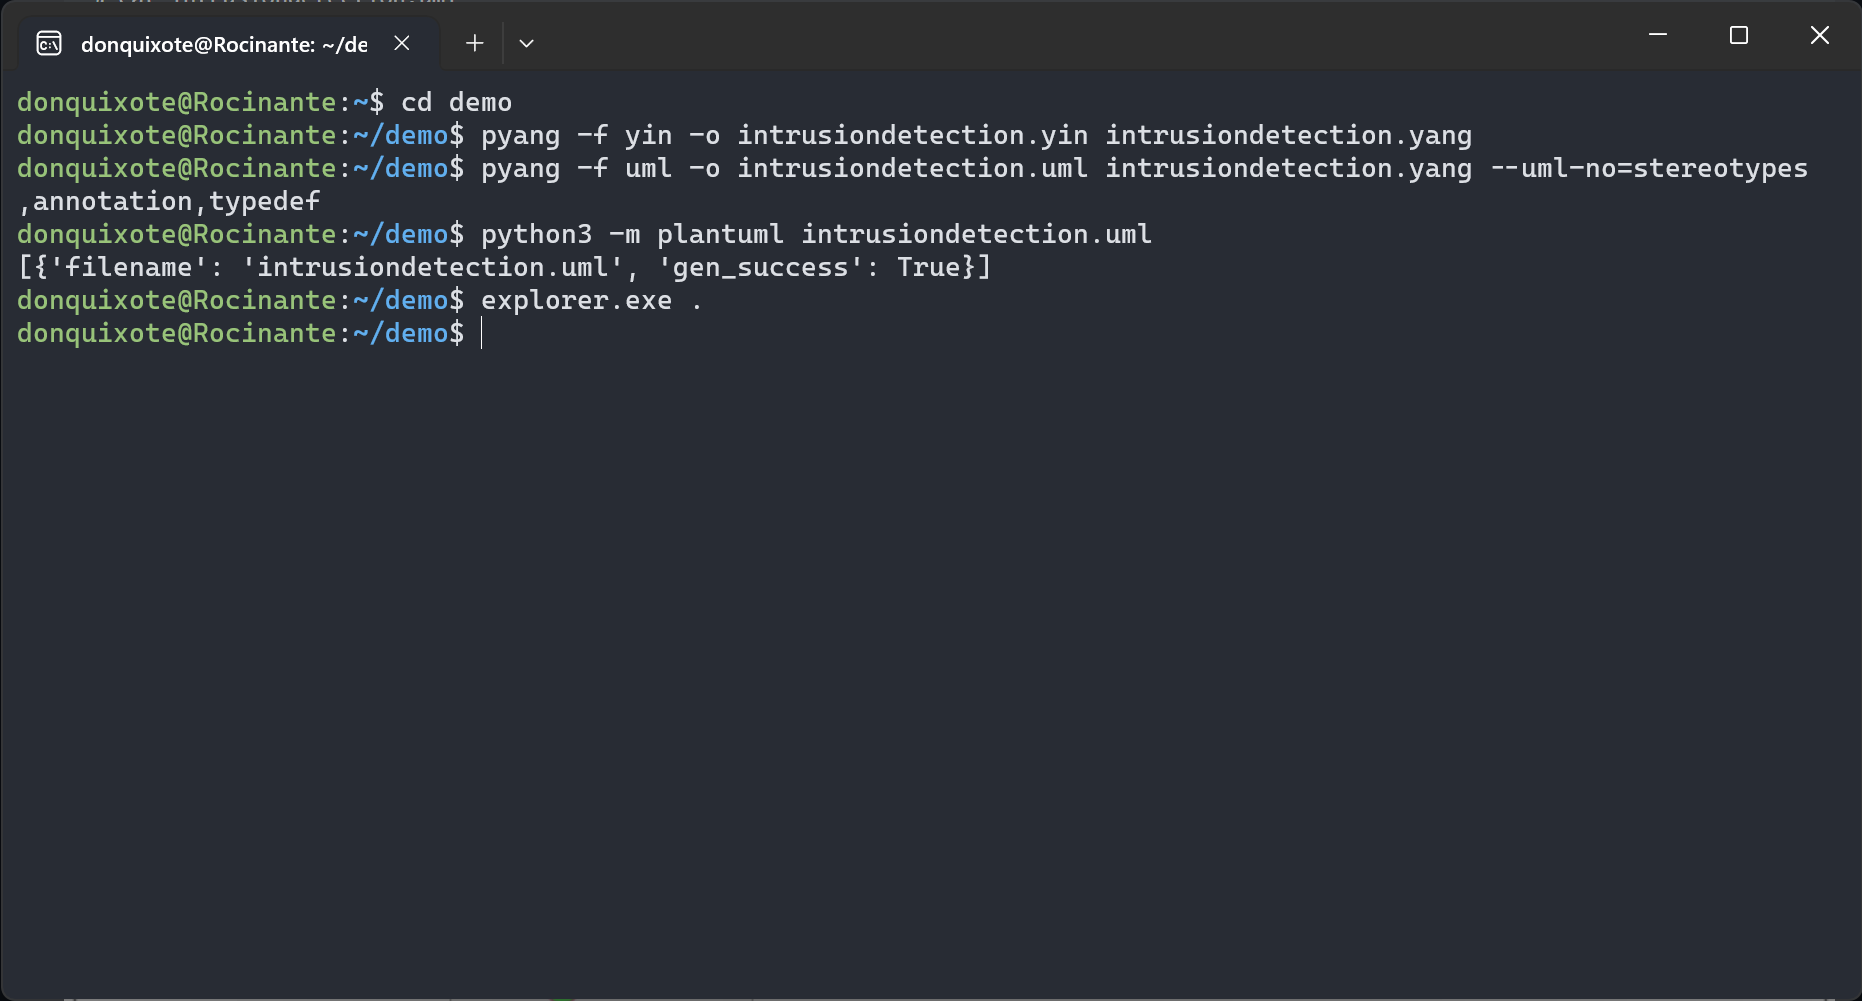 donquixote@Rocinante: ~/de
donquixote@Rocinante:~$ cd demo
donquixote@Rocinante:~/demo$ pyang -f yin -o intrusiondetection.yin intrusiondetection.yang
donquixote@Rocinante:~/demo$ pyang -f uml -o intrusiondetection.uml intrusiondetection.yang --uml-no=stereotypes
,annotation,typedef
donquixote@Rocinante:~/demo$ python3 -m plantuml intrusiondetection.uml
[{'filename': 'intrusiondetection.uml', 'gen_success': True}]
donquixote@Rocinante:~/demo$ explorer.exe .
donquixote@Rocinante:~/demo$